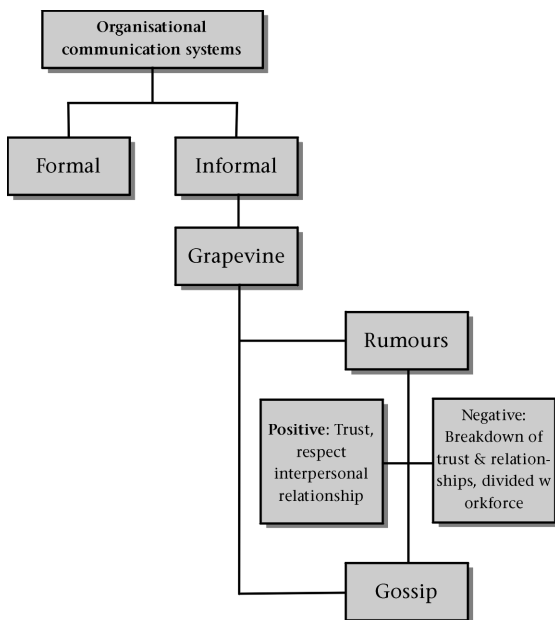 Organisational
communication systems
Formal
Informal
Grapevine
Rumours
Positive: Trust,
respect
interpersonal
relationship
Negative:
Breakdown of
trust & relation-
ships, divided w
orkforce
Gossip